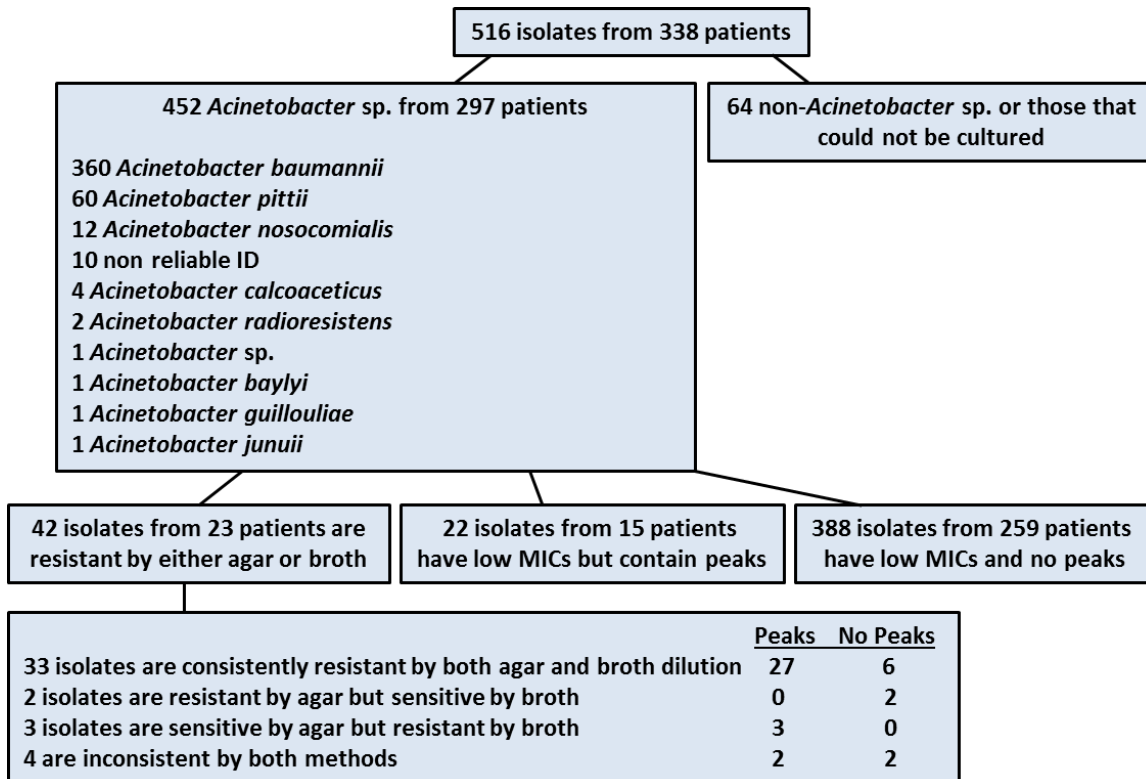 516 isolates from 338 patients
452 Acinetobacter sp. from 297 patients
360 Acinetobacter baumannii
60 Acinetobacter pittii
12 Acinetobacter nosocomialis
10 non reliable ID
4 Acinetobacter calcoaceticus
2 Acinetobacter radioresistens
1 Acinetobacter sp.
1 Acinetobacter baylyi
1 Acinetobacter guillouliae
1 Acinetobacter junuii
64 non-Acinetobacter sp. or those that
could not be cultured
42 isolates from 23 patients are
resistant by either agar or broth
22 isolates from 15 patients
have low MICs but contain peaks
388 isolates from 259 patients
have low MICs and no peaks
Peaks No Peaks
33 isolates are consistently resistant by both agar and broth dilution 27 6
2 isolates are resistant by agar but sensitive by broth 0 2
3 isolates are sensitive by agar but resistant by broth 3 0
4 are inconsistent by both methods 2 2